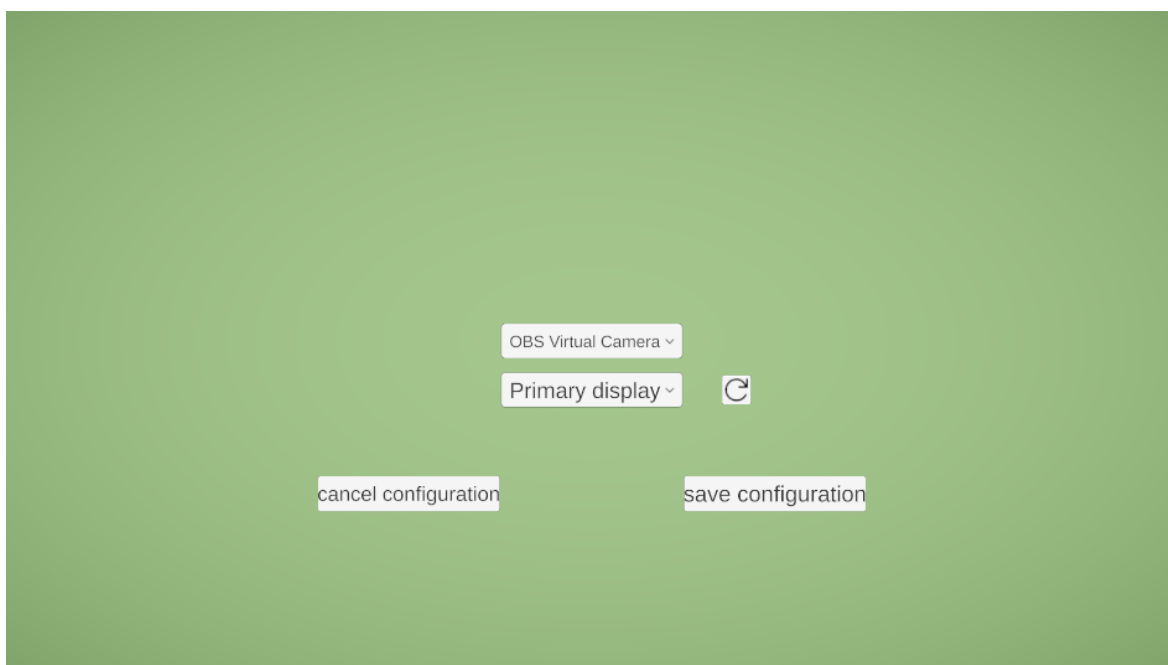 OBS Virtual Camera
Primary display
cancel configuration
save configuration